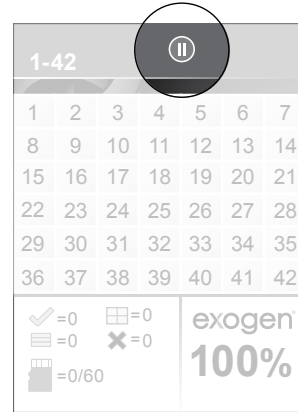 1-42
1 2 3 4 5 6 7
8 9 10 11 12 13 14
15 16 17 18 19 20 21
22 23 24 25 26 27 28
29 30 31 32 33 34 35
36 37 38 39 40 41 42
=0 =0
=0 =0
=0/60
exogen
100%